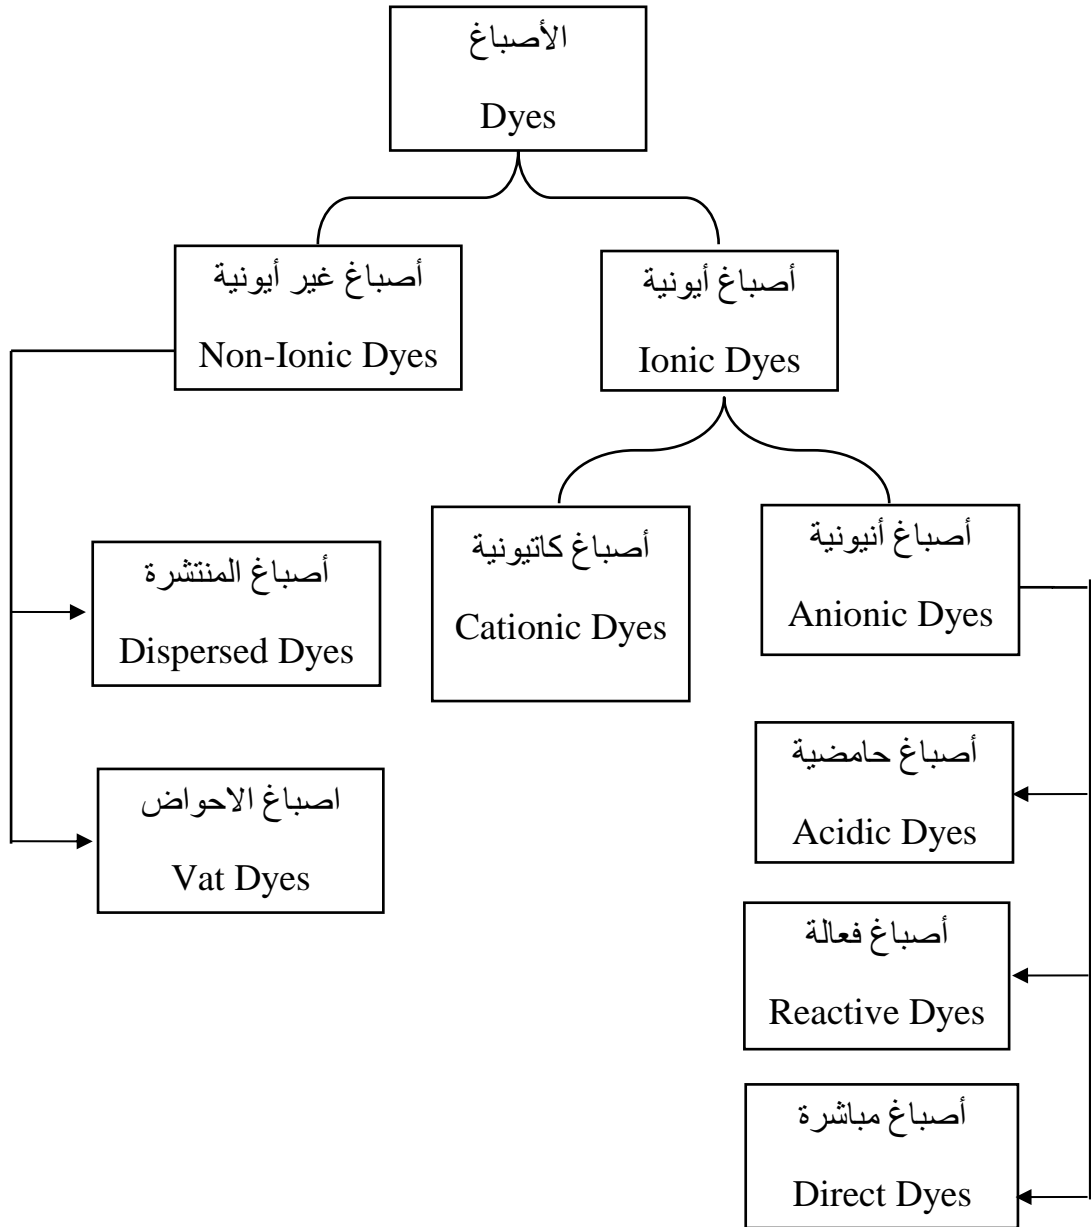 الأصباغ
Dyes
أصباغ غير أيونية
Non-Ionic Dyes
أصباغ أيونية
Ionic Dyes
أصباغ كاتيونية
Cationic Dyes
أصباغ أنيونية
Anionic Dyes
أصباغ المنتشرة
Dispersed Dyes
أصباغ حامضية
Acidic Dyes
اصباغ الاحواض
Vat Dyes
أصباغ فعالة
Reactive Dyes
أصباغ مباشرة
Direct Dyes